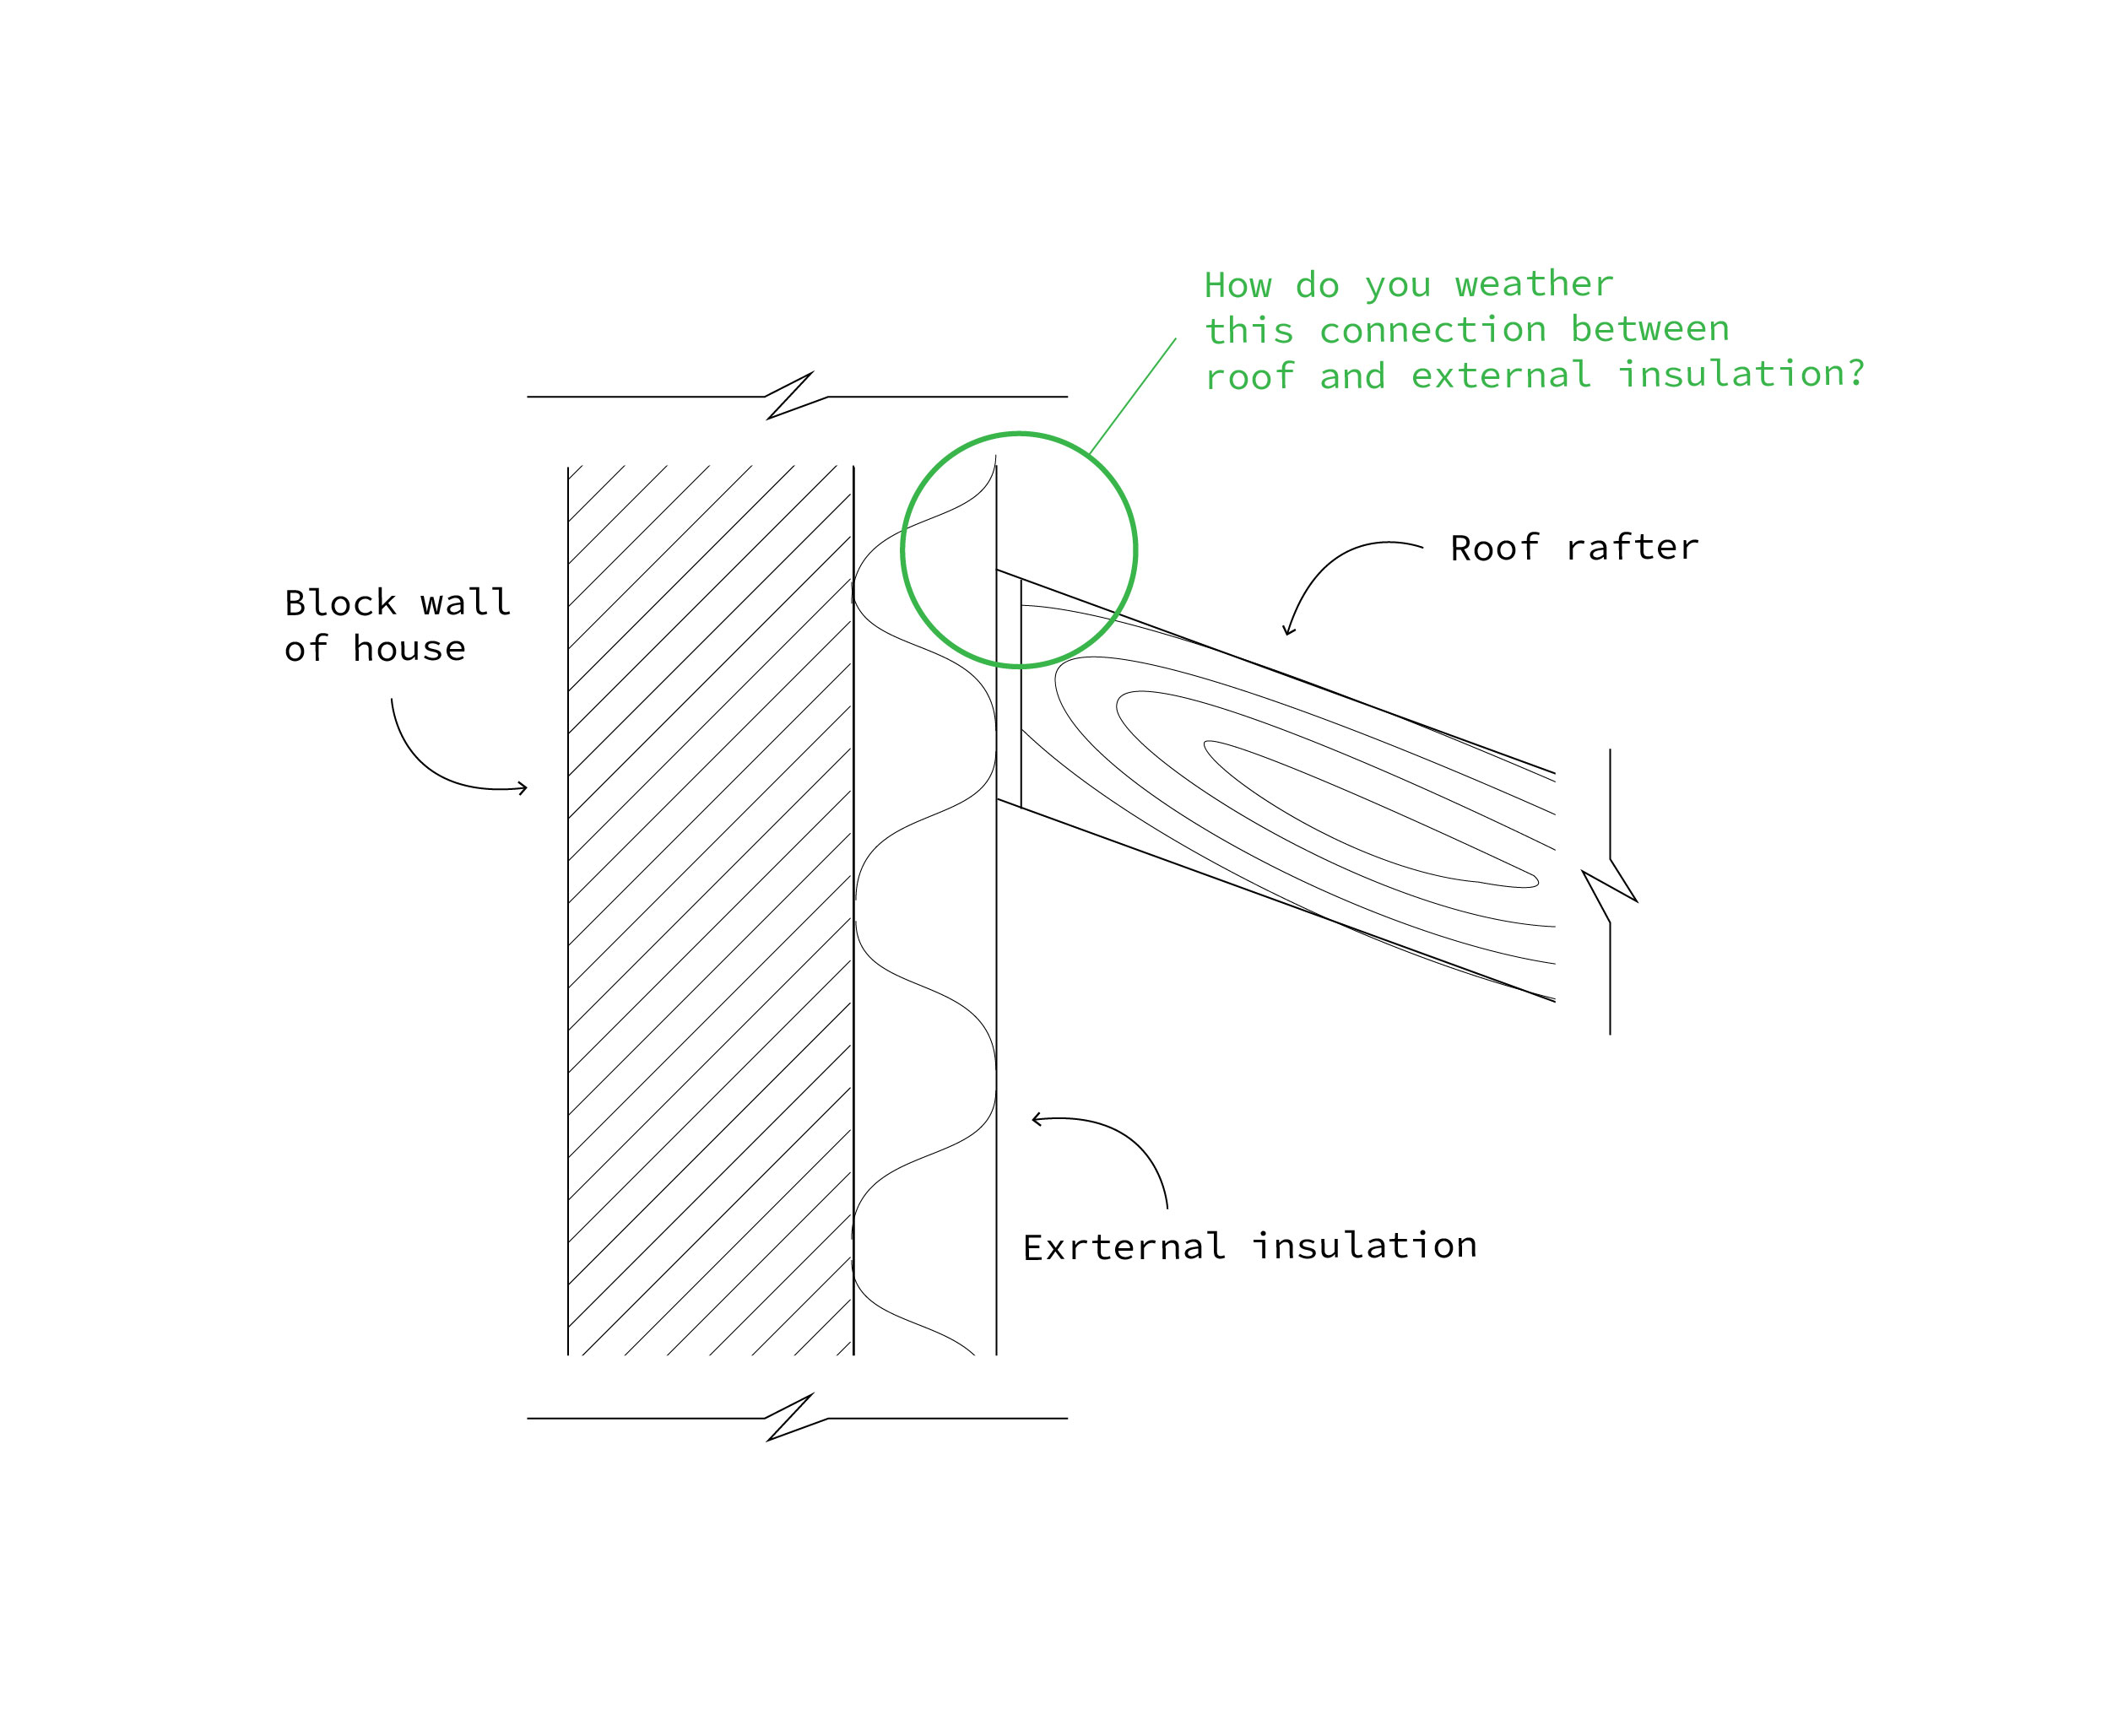 How do you weather
this connection between
roof and external insulation?
Roof rafter
Block wall
of house
Exrternal insulation